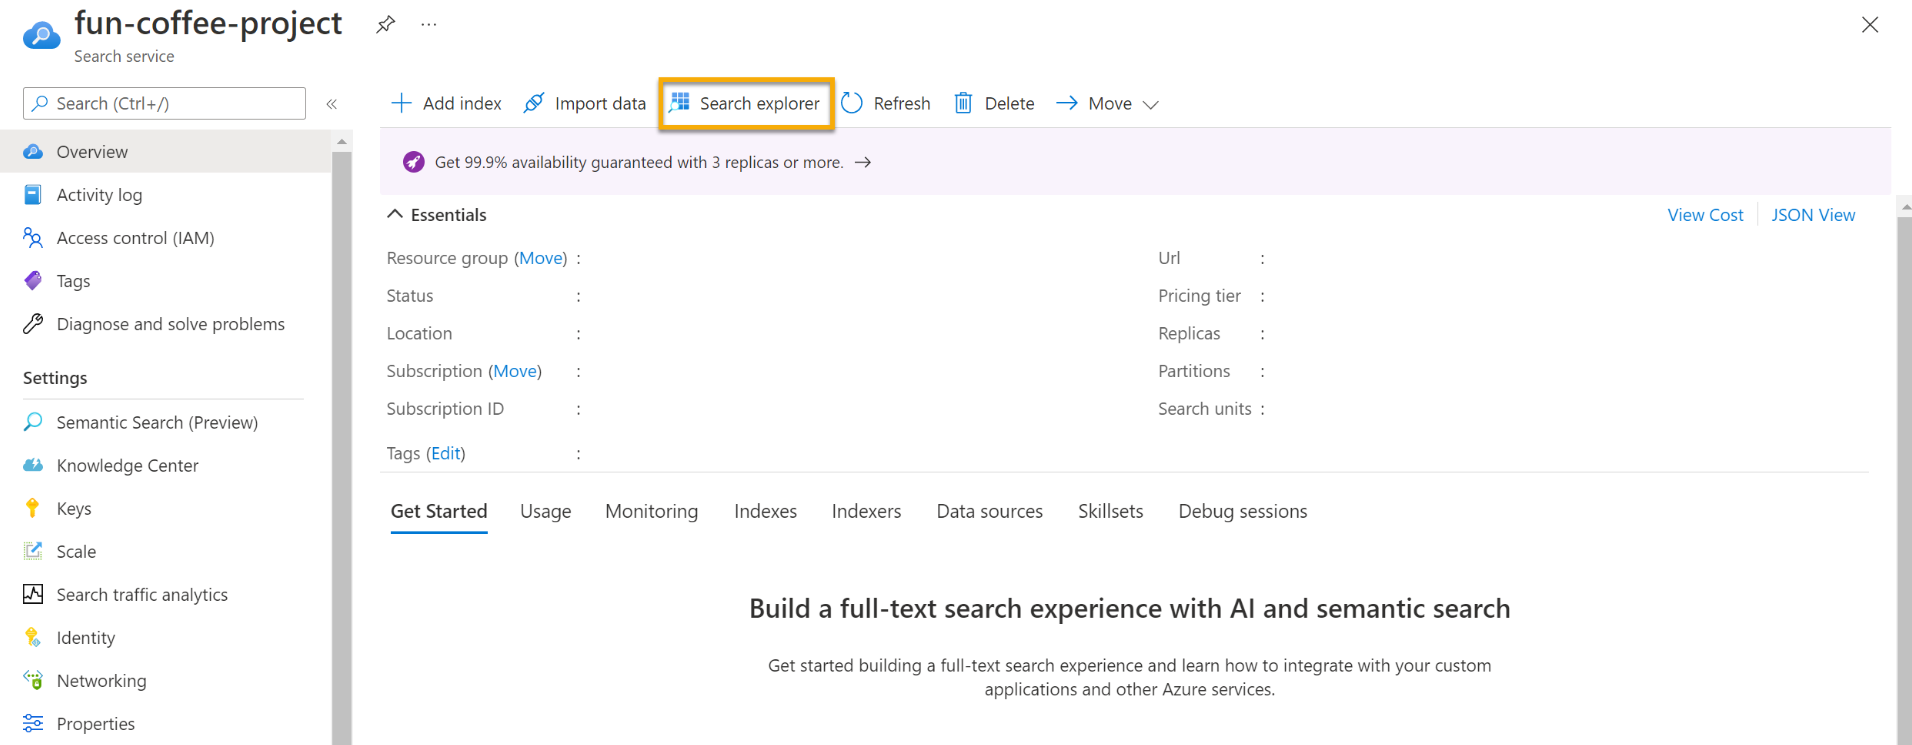 fun-coffee-project
Search service
Search (Ctrl+/)
Overview
Activity log
Access control (IAM)
Tags
Diagnose and solve problems
Settings
Semantic Search (Preview)
Knowledge Center
Keys
Scale
Search traffic analytics
Identity
Networking
Properties
Add index Import data Search explorer Refresh Delete Move
Get 99.9% availability guaranteed with 3 replicas or more. →
Essentials View Cost JSON View
Resource group (Move) :
Status :
Location :
Subscription (Move) :
Subscription ID :
Tags (Edit) :
Url :
Pricing tier :
Replicas :
Partitions :
Search units :
Get Started Usage Monitoring Indexes Indexers Data sources Skillsets Debug sessions
Build a full-text search experience with AI and semantic search
Get started building a full-text search experience and learn how to integrate with your custom
applications and other Azure services.